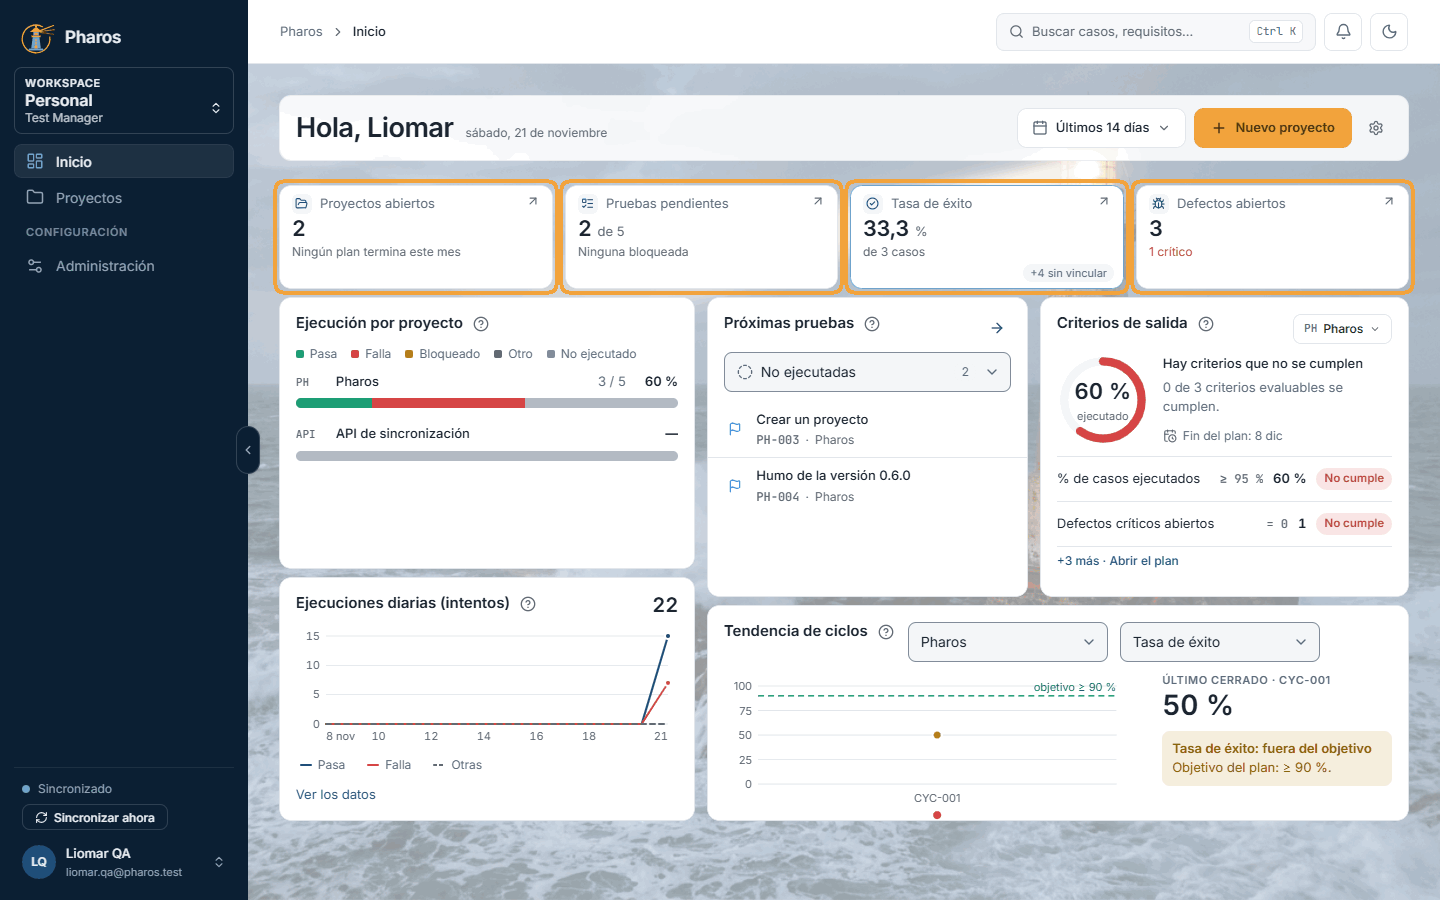 Pharos
WORKSPACE
Personal
Test Manager
Inicio
Proyectos
CONFIGURACIÓN
Administración
Sincronizado
Sincronizar ahora
LQ
Liomar QA
liomar.qa@pharos.test
Pharos > Inicio
Buscar casos, requisitos... Ctrl K
Hola, Liomar sábado, 21 de noviembre
Últimos 14 días
+ Nuevo proyecto
Proyectos abiertos
2
Ningún plan termina este mes
Pruebas pendientes
2 de 5
Ninguna bloqueada
Tasa de éxito
33,3 %
de 3 casos
+4 sin vincular
Defectos abiertos
3
1 crítico
Ejecución por proyecto
Pasa Falla Bloqueado Otro No ejecutado
PH Pharos 3 / 5 60 %
API API de sincronización —
Próximas pruebas
No ejecutadas 2
Crear un proyecto
PH-003 · Pharos
Humo de la versión 0.6.0
PH-004 · Pharos
Criterios de salida
PH Pharos
60 %
ejecutado
Hay criterios que no se cumplen
0 de 3 criterios evaluables se
cumplen.
Fin del plan: 8 dic
% de casos ejecutados ≥ 95 % 60 % No cumple
Defectos críticos abiertos = 0 1 No cumple
+3 más · Abrir el plan
Ejecuciones diarias (intentos) 22
15
10
5
0
8 nov 10 12 14 16 18 21
Pasa Falla Otras
Ver los datos
Tendencia de ciclos
Pharos
Tasa de éxito
100
75
50
25
0
objetivo ≥ 90 %
CYC-001
ÚLTIMO CERRADO · CYC-001
50 %
Tasa de éxito: fuera del objetivo
Objetivo del plan: ≥ 90 %.